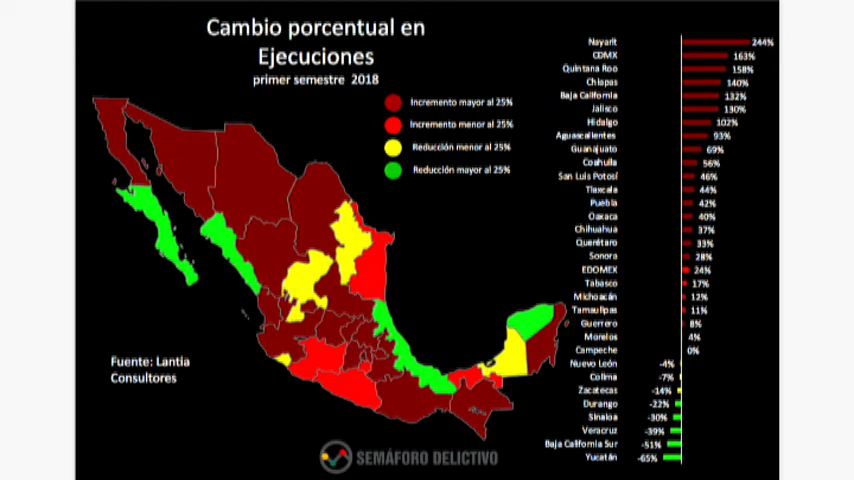 Cambio porcentual en
Ejecuciones
primer semestre 2018
Incremento mayor al 25%
Incremento menor al 25%
Reducción menor al 25%
Reducción mayor al 25%
Fuente: Lantia
Consultores
SEMÁFORO DELICTIVO
Nayarit 244%
CDMX 163%
Quintana Roo 158%
Chiapas 140%
Baja California 132%
Jalisco 130%
Hidalgo 102%
Aguascalientes 93%
Guanajuato 69%
Coahuila 56%
San Luis Potosí 46%
Tlaxcala 44%
Puebla 42%
Oaxaca 40%
Chihuahua 37%
Querétaro 33%
Sonora 28%
EDOMEX 24%
Tabasco 17%
Michoacán 12%
Tamaulipas 11%
Guerrero 8%
Morelos 4%
Campeche 0%
Nuevo León -4%
Colima -7%
Zacatecas -14%
Durango -22%
Sinaloa -30%
Veracruz -39%
Baja California Sur -51%
Yucatán -65%